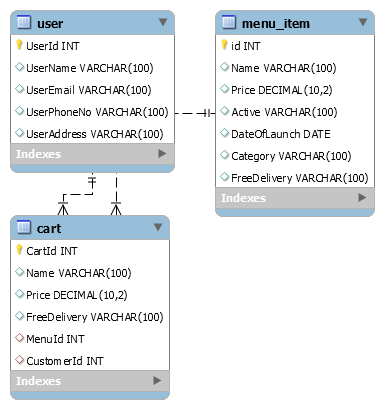 user
UserId INT
UserName VARCHAR(100)
UserEmail VARCHAR(100)
UserPhoneNo VARCHAR(100)
UserAddress VARCHAR(100)
Indexes
menu_item
id INT
Name VARCHAR(100)
Price DECIMAL(10,2)
Active VARCHAR(100)
DateOfLaunch DATE
Category VARCHAR(100)
FreeDelivery VARCHAR(100)
Indexes
cart
CartId INT
Name VARCHAR(100)
Price DECIMAL(10,2)
FreeDelivery VARCHAR(100)
MenuId INT
CustomerId INT
Indexes